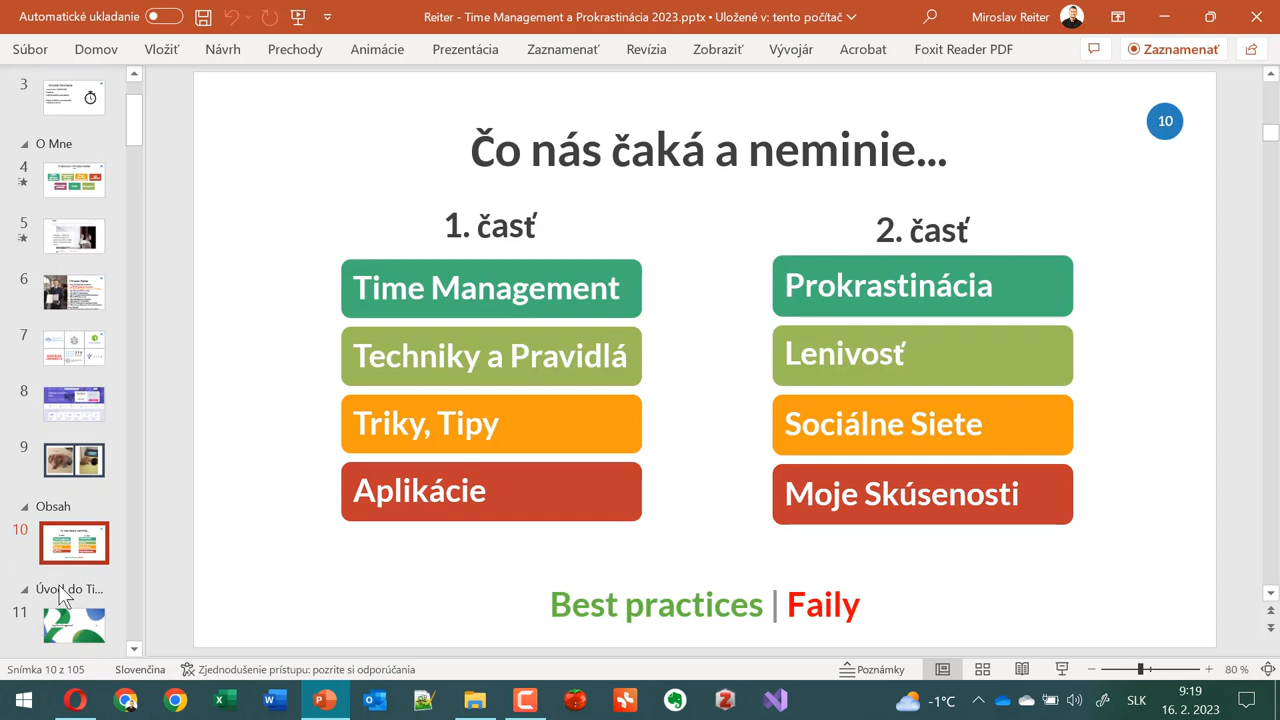 Automatické ukladanie
Reiter - Time Management a Prokrastinácia 2023.pptx • Uložené v: tento počítač
Miroslav Reiter
Súbor
Domov
Vložiť
Návrh
Prechody
Animácie
Prezentácia
Zaznamenať
Revízia
Zobraziť
Vývojár
Acrobat
Foxit Reader PDF
Zaznamenať
3
O Mne
4
5
6
7
8
9
Obsah
10
Úvod do Ti...
11
10
Čo nás čaká a neminie...
1. časť
Time Management
Techniky a Pravidlá
Triky, Tipy
Aplikácie
2. časť
Prokrastinácia
Lenivosť
Sociálne Siete
Moje Skúsenosti
Best practices | Faily
Snímka 10 z 105
Slovenčina
Zjednodušenie prístupu: pozrite si odporúčania
Poznámky
80 %
-1°C
SLK
9:19
16. 2. 2023